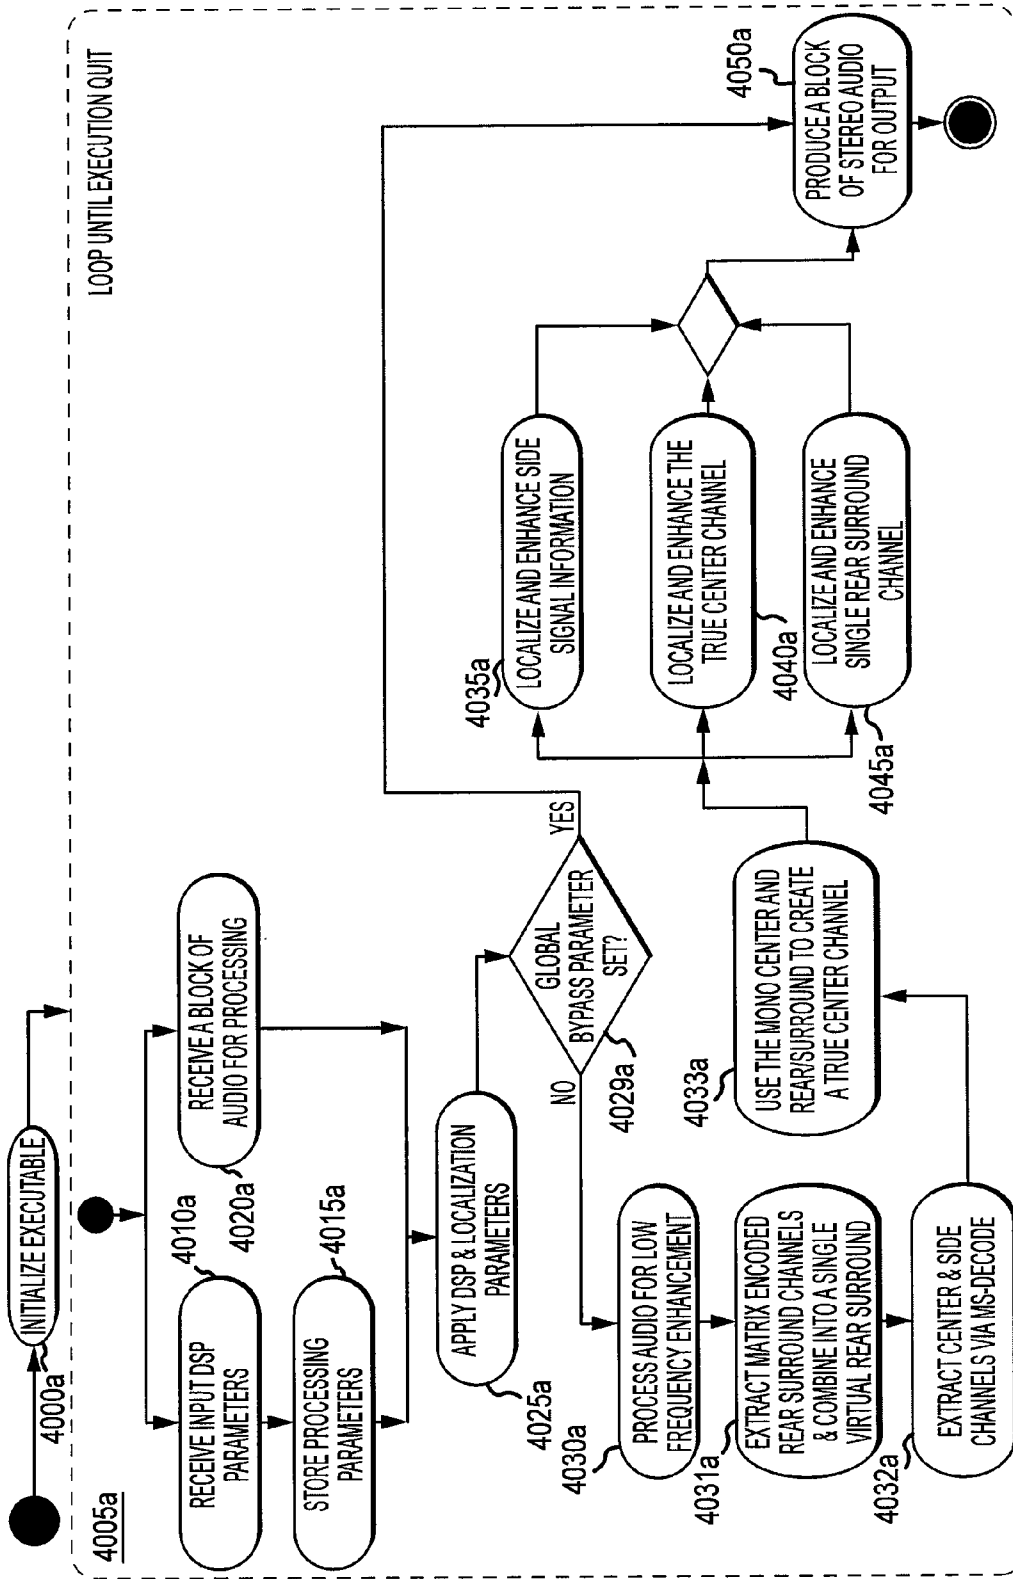 INITIALIZE EXECUTABLE
4000a
LOOP UNTIL EXECUTION QUIT
4005a
RECEIVE INPUT DSP
PARAMETERS
4010a
STORE PROCESSING
PARAMETERS
4015a
RECEIVE A BLOCK OF
AUDIO FOR PROCESSING
4020a
APPLY DSP & LOCALIZATION
PARAMETERS
4025a
GLOBAL
BYPASS PARAMETER
SET?
4029a
YES
NO
PROCESS AUDIO FOR LOW
FREQUENCY ENHANCEMENT
4030a
EXTRACT MATRIX ENCODED
REAR SURROUND CHANNELS
& COMBINE INTO A SINGLE
VIRTUAL REAR SURROUND
4031a
EXTRACT CENTER & SIDE
CHANNELS VIA MS-DECODE
4032a
USE THE MONO CENTER AND
REAR/SURROUND TO CREATE
A TRUE CENTER CHANNEL
4033a
LOCALIZE AND ENHANCE SIDE
SIGNAL INFORMATION
4035a
LOCALIZE AND ENHANCE THE
TRUE CENTER CHANNEL
4040a
LOCALIZE AND ENHANCE
SINGLE REAR SURROUND
CHANNEL
4045a
PRODUCE A BLOCK
OF STEREO AUDIO
FOR OUTPUT
4050a